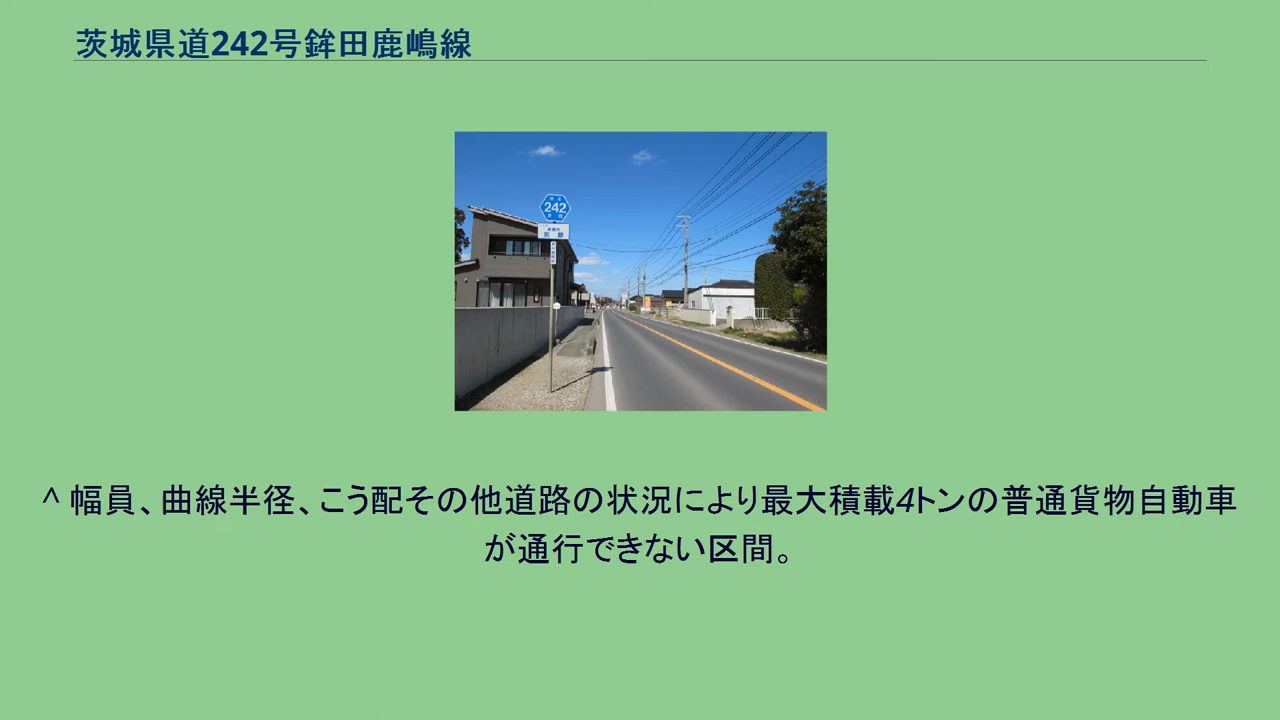 茨城県道242号鉾田鹿嶋線
242
^ 幅員、曲線半径、こう配その他道路の状況により最大積載4トンの普通貨物自動車
が通行できない区間。